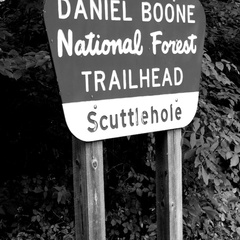 DANIEL BOONE
National Forest
TRAILHEAD
Scuttlehole